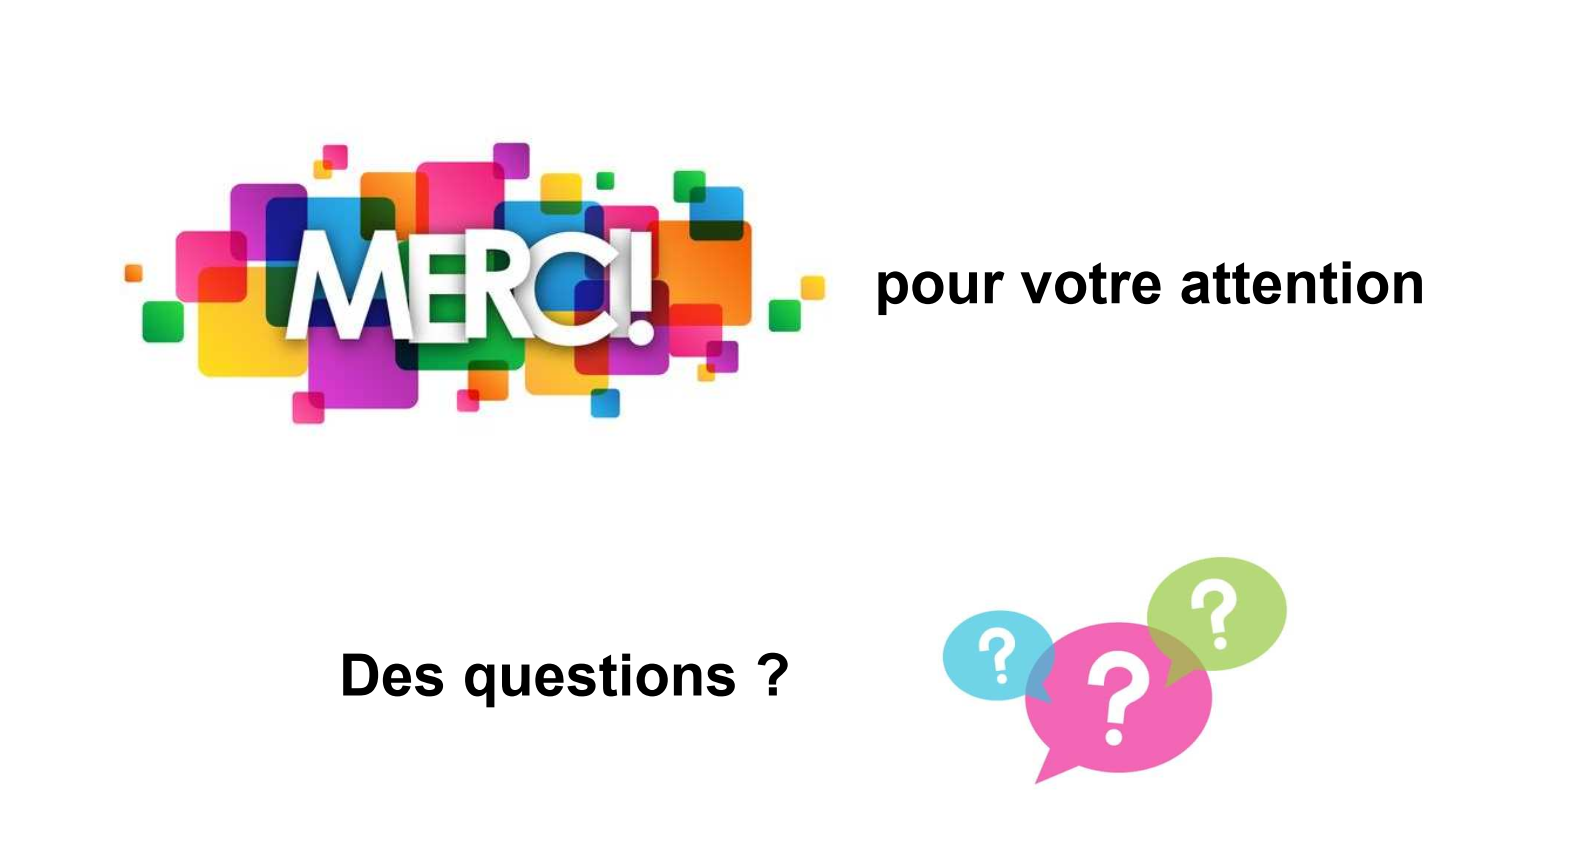 MERCI!
pour votre attention
Des questions ?
? ? ?